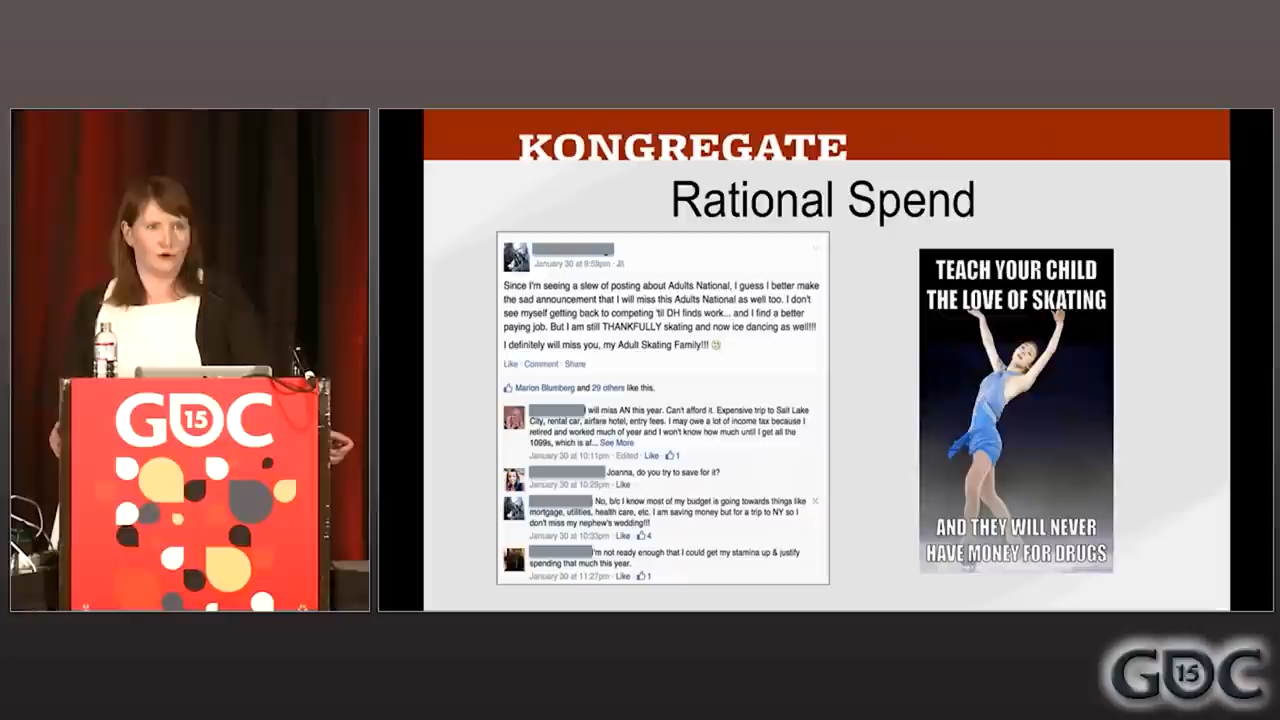 KONGREGATE
Rational Spend
January 30 at 9:59pm
Since I'm seeing a slew of posting about Adults National, I guess I better make
the sad announcement that I will miss this Adults National as well too. I don't
see myself getting back to competing 'til DH finds work... and I find a better
paying job. But I am still THANKFULLY skating and now ice dancing as well!!!
I definitely will miss you, my Adult Skating Family!!!
Like · Comment · Share
Marion Blumberg and 29 others like this.
I will miss AN this year. Can't afford it. Expensive trip to Salt Lake
City, rental car, airfare hotel, entry fees. I may owe a lot of income tax because I
retired and worked much of year and I won't know how much until I get all the
1099s, which is af... See More
January 30 at 10:11pm · Edited · Like · 1
Joanna, do you try to save for it?
January 30 at 10:29pm · Like
No, b/c I know most of my budget is going towards things like
mortgage, utilities, health care, etc. I am saving money but for a trip to NY so I
don't miss my nephew's wedding!!!
January 30 at 10:33pm · Like · 4
I'm not ready enough that I could get my stamina up & justify
spending that much this year.
January 30 at 11:27pm · Like · 1
TEACH YOUR CHILD
THE LOVE OF SKATING
AND THEY WILL NEVER
HAVE MONEY FOR DRUGS
GDC 15
GDC 15